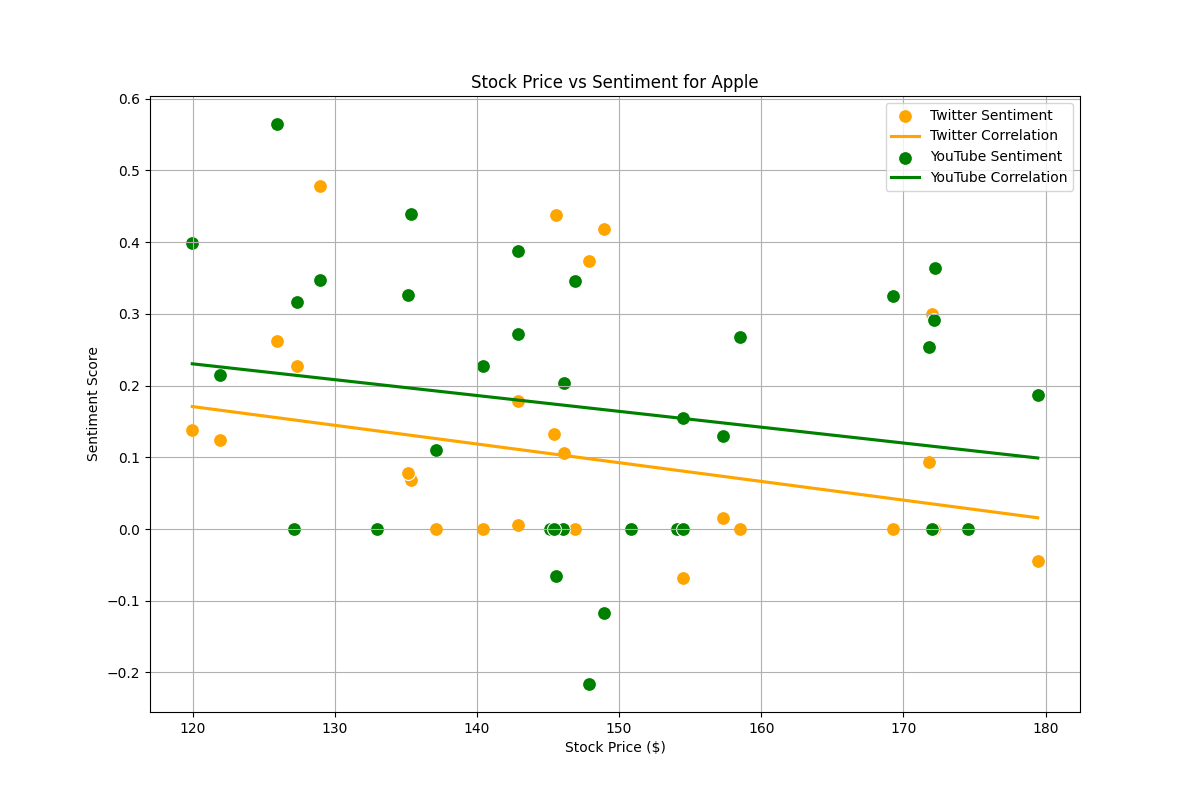 Stock Price vs Sentiment for Apple
Twitter Sentiment
Twitter Correlation
YouTube Sentiment
YouTube Correlation
0.6
0.5
0.4
0.3
0.2
0.1
0.0
−0.1
−0.2
Sentiment Score
120 130 140 150 160 170 180
Stock Price ($)